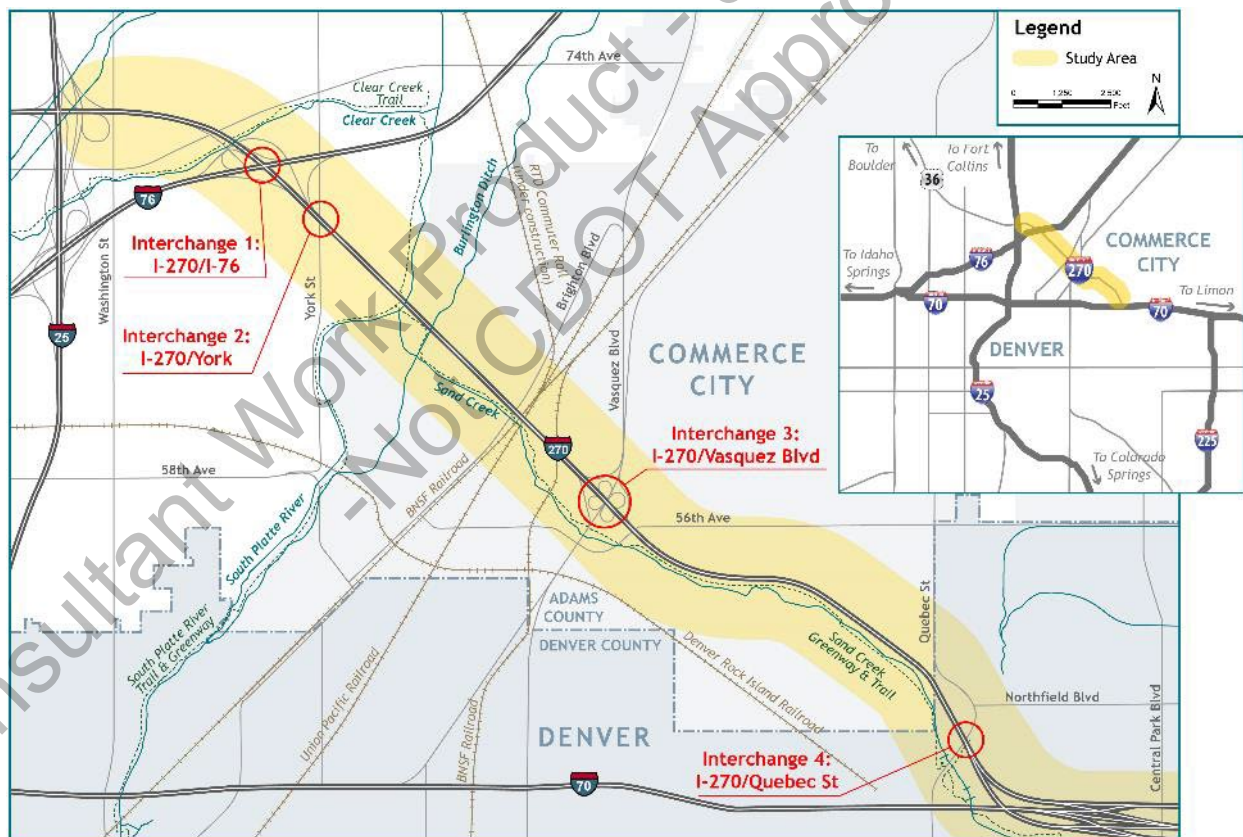 Legend
Study Area
N
0 1,250 2,500
Feet
74th Ave
Clear Creek
Trail
Clear Creek
76
Interchange 1:
I-270/I-76
Washington St
York St
Interchange 2:
I-270/York
25
Burlington Ditch
RTD Commuter Rail
(under construction)
Brighton Blvd
Vasquez Blvd
COMMERCE
CITY
Sand Creek
270
Interchange 3:
I-270/Vasquez Blvd
58th Ave
BNSF Railroad
56th Ave
South Platte River
South Platte River
Trail & Greenway
Union Pacific Railroad
BNSF Railroad
ADAMS
COUNTY
DENVER COUNTY
Denver Rock Island Railroad
Sand Creek
Greenway & Trail
Quebec St
Northfield Blvd
Central Park Blvd
DENVER
Interchange 4:
I-270/Quebec St
70
To
Boulder
To Fort
Collins
36
To Idaho
Springs
76
270
COMMERCE
CITY
To Limon
70
70
DENVER
25
225
To Colorado
Springs
nsultant Work Product -
-Not CDOT Appro